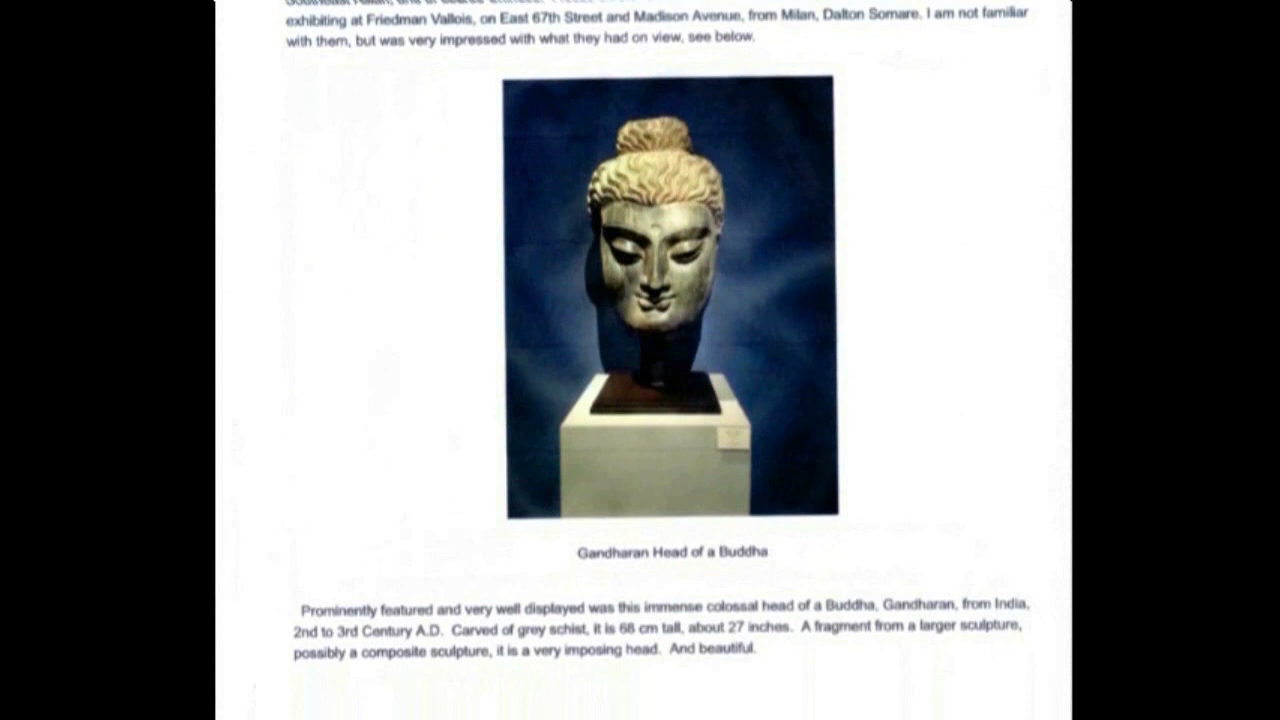 exhibiting at Friedman Vallois, on East 67th Street and Madison Avenue, from Milan, Dalton Somare. I am not familiar
with them, but was very impressed with what they had on view, see below.
Gandharan Head of a Buddha
Prominently featured and very well displayed was this immense colossal head of a Buddha, Gandharan, from India,
2nd to 3rd Century A.D. Carved of grey schist, it is 68 cm tall, about 27 inches. A fragment from a larger sculpture,
possibly a composite sculpture, it is a very imposing head. And beautiful.